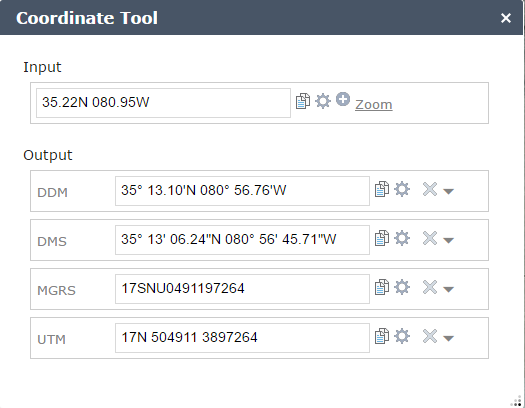 Coordinate Tool
Input
35.22N 080.95W Zoom
Output
DDM 35° 13.10'N 080° 56.76'W
DMS 35° 13' 06.24"N 080° 56' 45.71"W
MGRS 17SNU0491197264
UTM 17N 504911 3897264